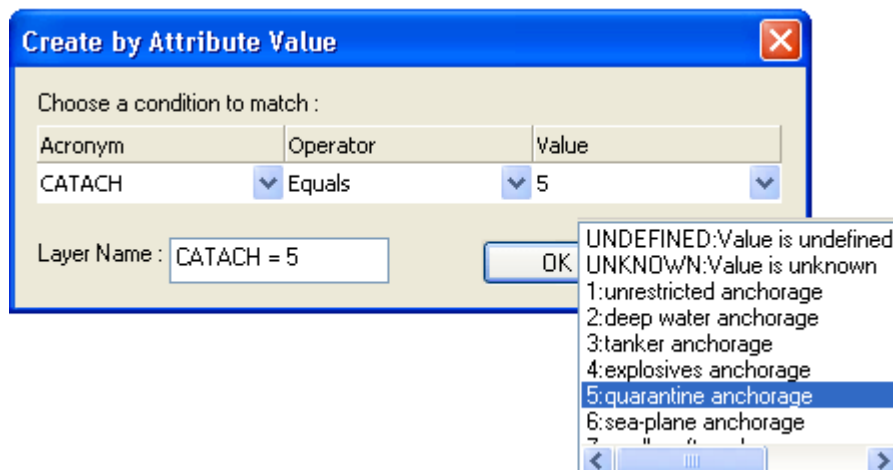 Create by Attribute Value
Choose a condition to match :
Acronym Operator Value
CATACH Equals 5
Layer Name : CATACH = 5 OK
UNDEFINED:Value is undefined
UNKNOWN:Value is unknown
1:unrestricted anchorage
2:deep water anchorage
3:tanker anchorage
4:explosives anchorage
5:quarantine anchorage
6:sea-plane anchorage